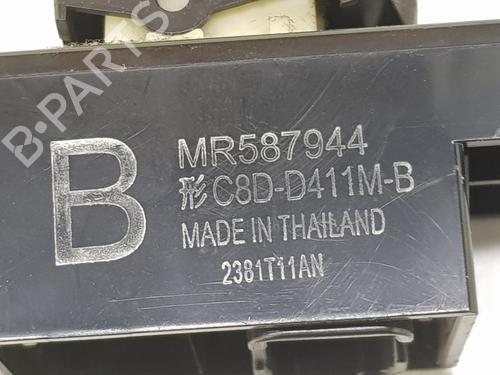 B-PARTS
B
MR587944
形 C8D-D411M-B
MADE IN THAILAND
2381T11AN